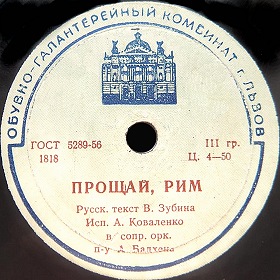 ОБУВНО-ГАЛАНТЕРЕЙНЫЙ КОМБИНАТ Г. ЛЬВОВ
ГОСТ 5289-56 III гр.
1818 Ц. 4—50
ПРОЩАЙ, РИМ
Русск. текст В. Зубина
Исп. А. Коваленко
в сопр. орк.
п-у А. Бадхена